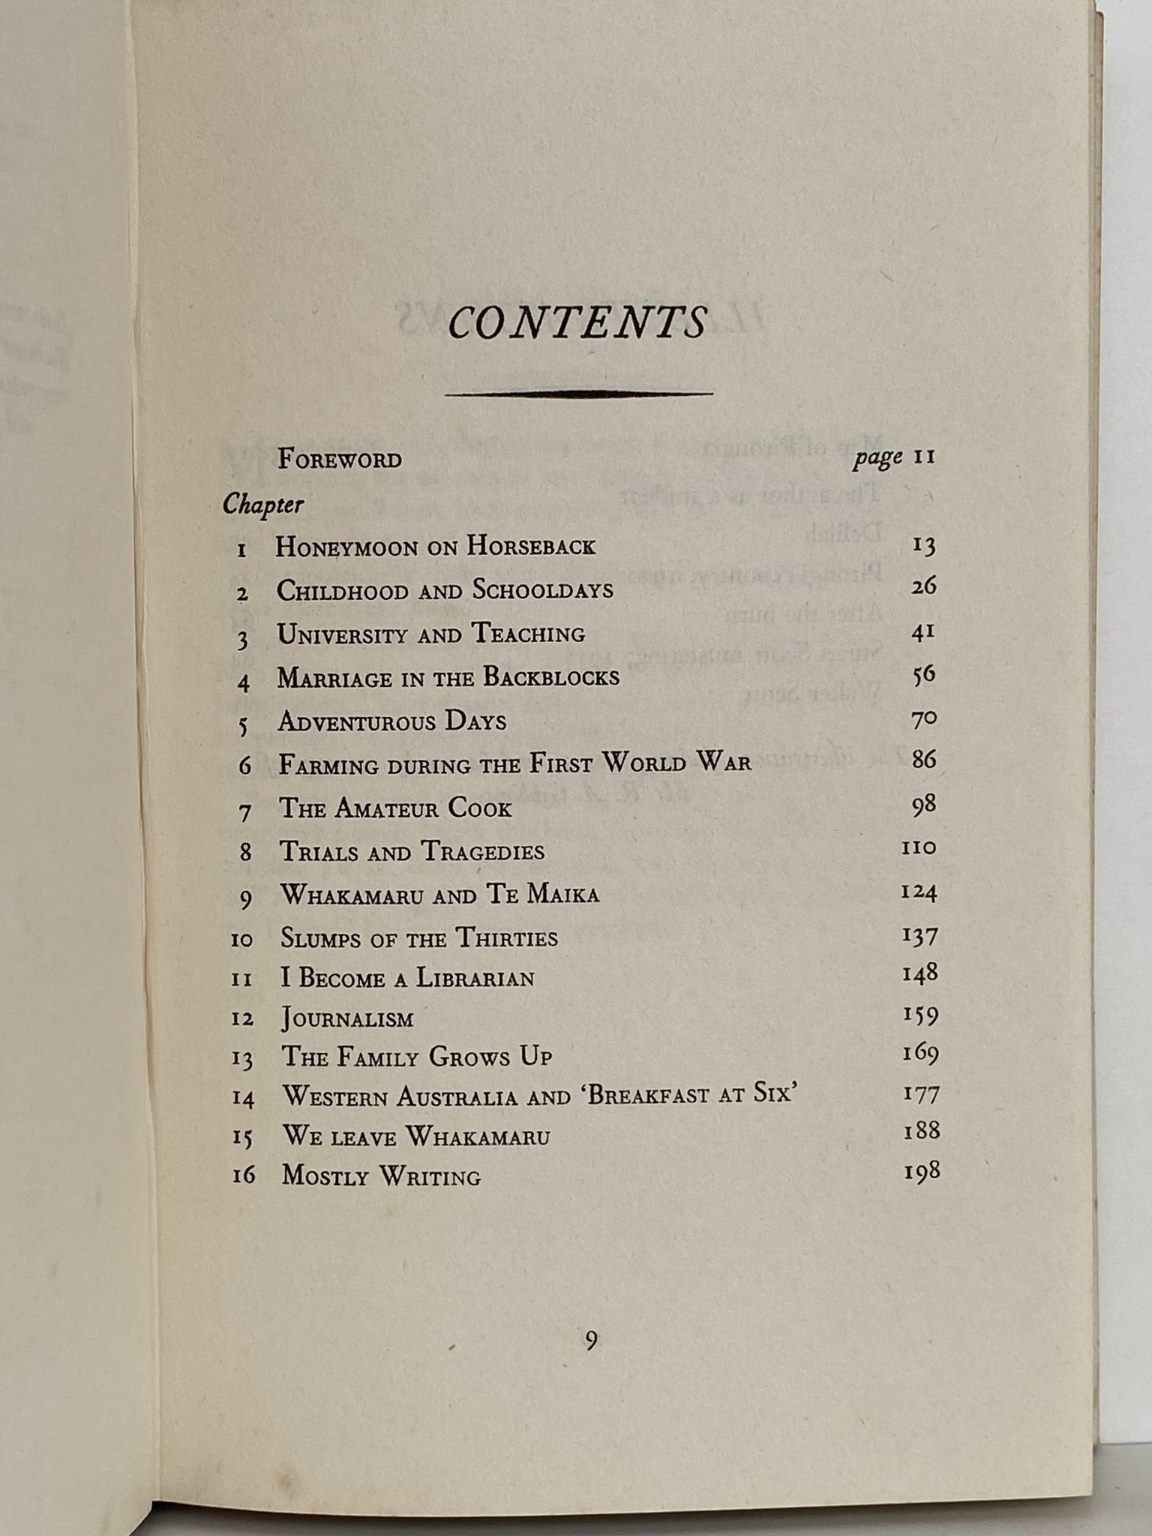 CONTENTS
FOREWORD page 11
Chapter
1 HONEYMOON ON HORSEBACK 13
2 CHILDHOOD AND SCHOOLDAYS 26
3 UNIVERSITY AND TEACHING 41
4 MARRIAGE IN THE BACKBLOCKS 56
5 ADVENTUROUS DAYS 70
6 FARMING DURING THE FIRST WORLD WAR 86
7 THE AMATEUR COOK 98
8 TRIALS AND TRAGEDIES 110
9 WHAKAMARU AND TE MAIKA 124
10 SLUMPS OF THE THIRTIES 137
11 I BECOME A LIBRARIAN 148
12 JOURNALISM 159
13 THE FAMILY GROWS UP 169
14 WESTERN AUSTRALIA AND ‘BREAKFAST AT SIX’ 177
15 WE LEAVE WHAKAMARU 188
16 MOSTLY WRITING 198
9